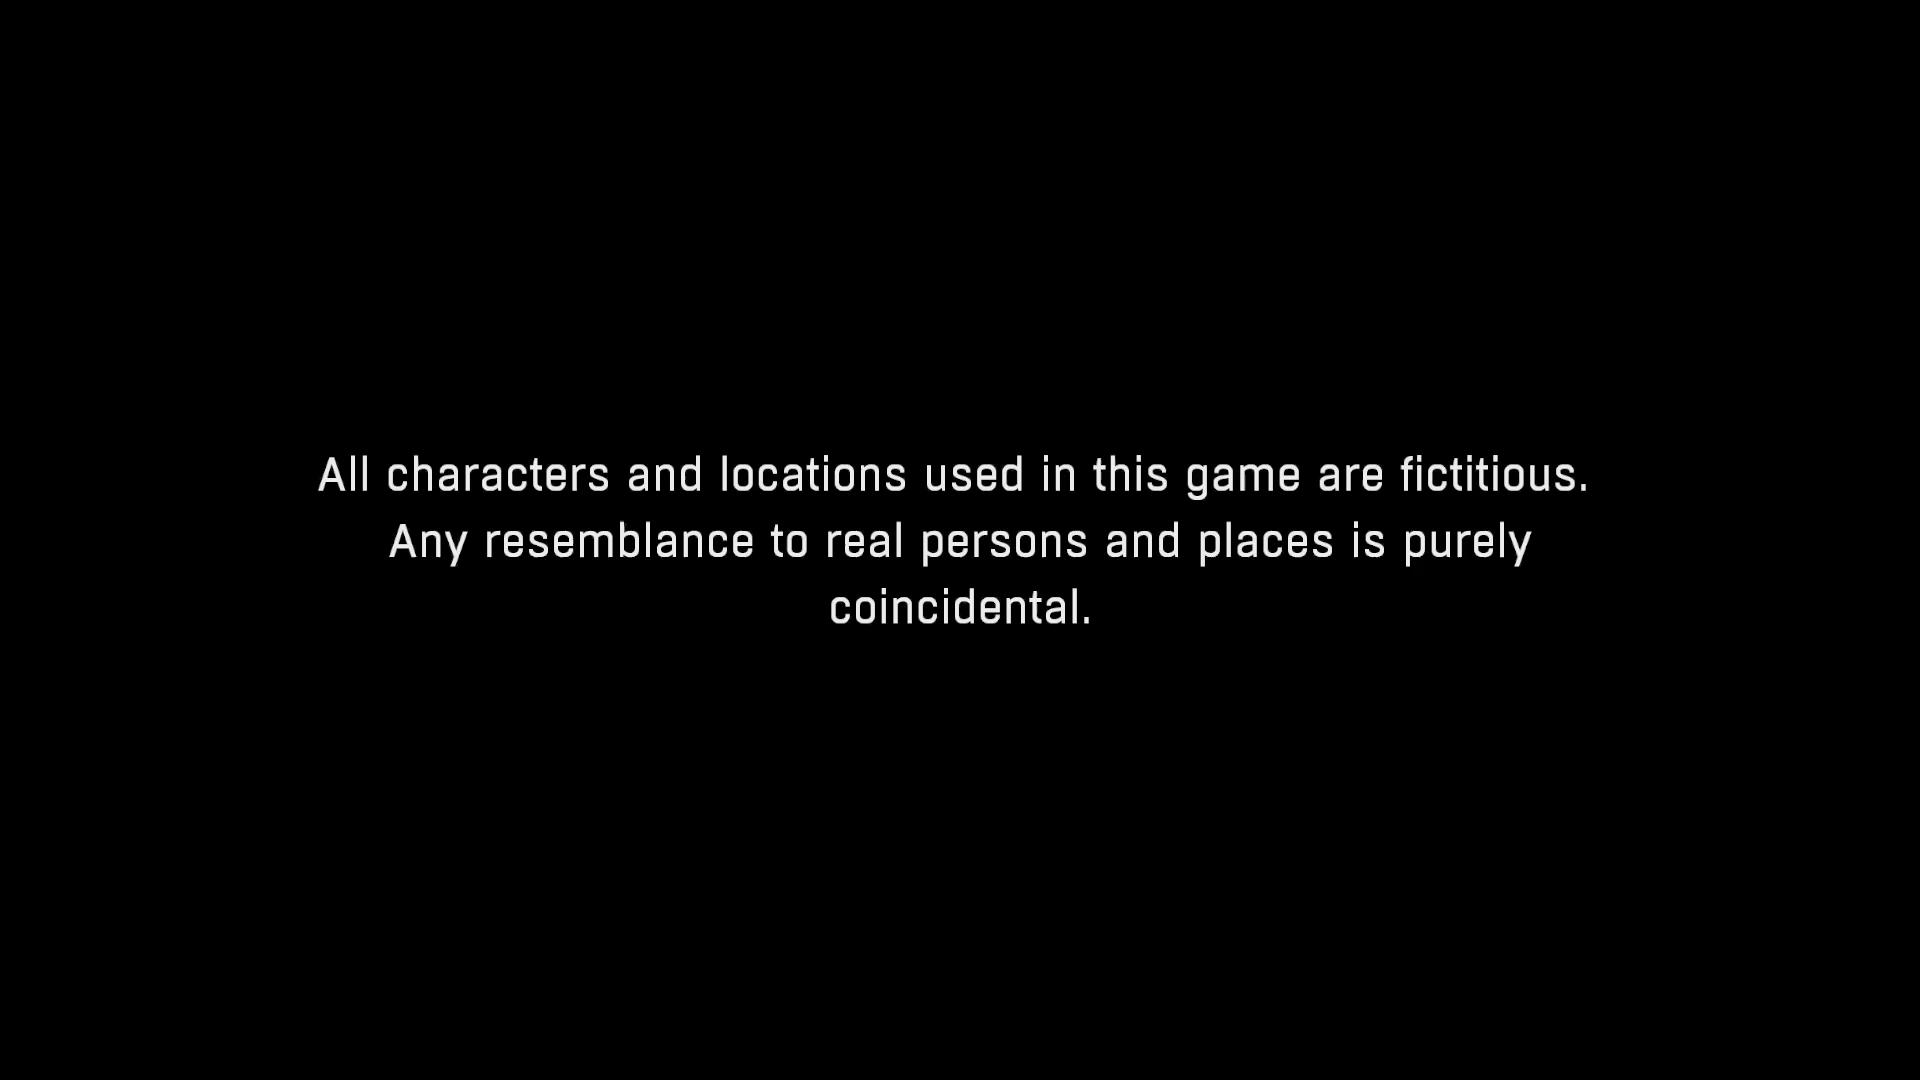 All characters and locations used in this game are fictitious.
Any resemblance to real persons and places is purely
coincidental.